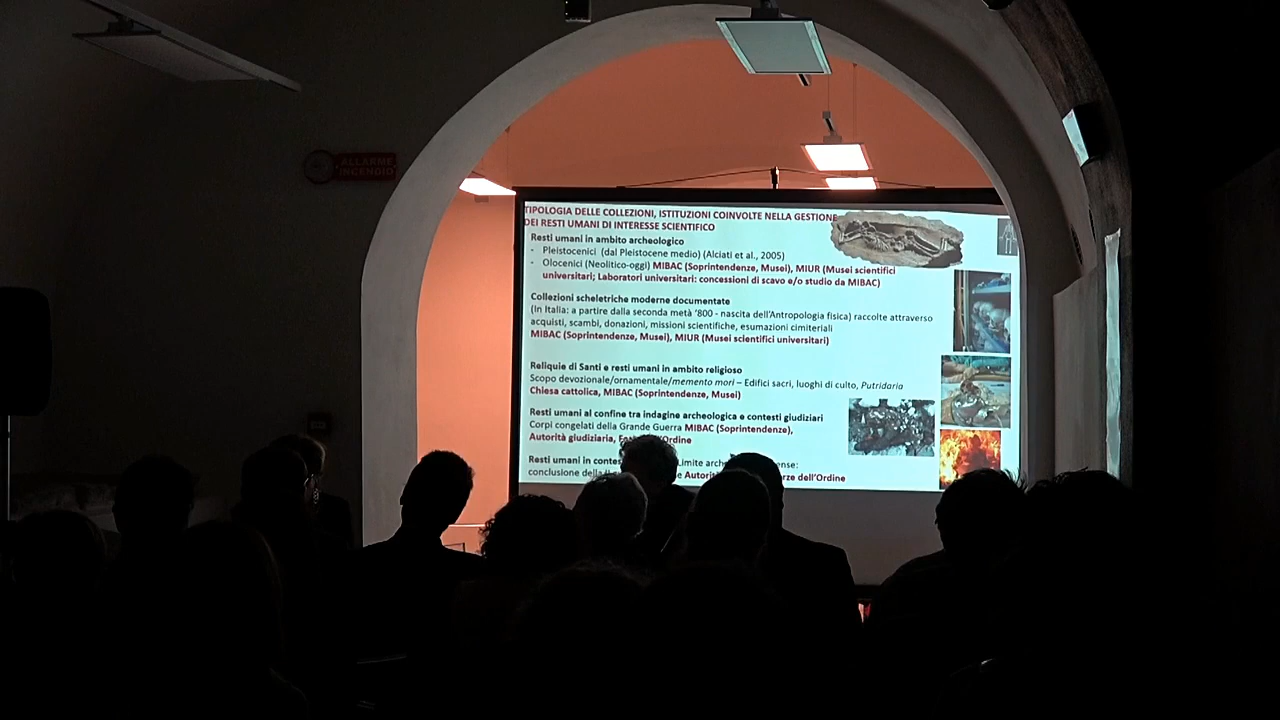 ALLARME
INCENDIO
TIPOLOGIA DELLE COLLEZIONI, ISTITUZIONI COINVOLTE NELLA GESTIONE
DEI RESTI UMANI DI INTERESSE SCIENTIFICO
Resti umani in ambito archeologico
- Pleistocenici (dal Pleistocene medio) (Alciati et al., 2005)
- Olocenici (Neolitico-oggi) MIBAC (Soprintendenze, Musei), MIUR (Musei scientifici
universitari; Laboratori universitari: concessioni di scavo e/o studio da MIBAC)
Collezioni scheletriche moderne documentate
(In Italia: a partire dalla seconda metà '800 - nascita dell'Antropologia fisica) raccolte attraverso
acquisti, scambi, donazioni, missioni scientifiche, esumazioni cimiteriali
MIBAC (Soprintendenze, Musei), MIUR (Musei scientifici universitari)
Reliquie di Santi e resti umani in ambito religioso
Scopo devozionale/ornamentale/memento mori – Edifici sacri, luoghi di culto, Putridaria
Chiesa cattolica, MIBAC (Soprintendenze, Musei)
Resti umani al confine tra indagine archeologica e contesti giudiziari
Corpi congelati della Grande Guerra MIBAC (Soprintendenze),
Autorità giudiziaria, Ordine
Resti umani in Limite
conclusione della dell'Ordine